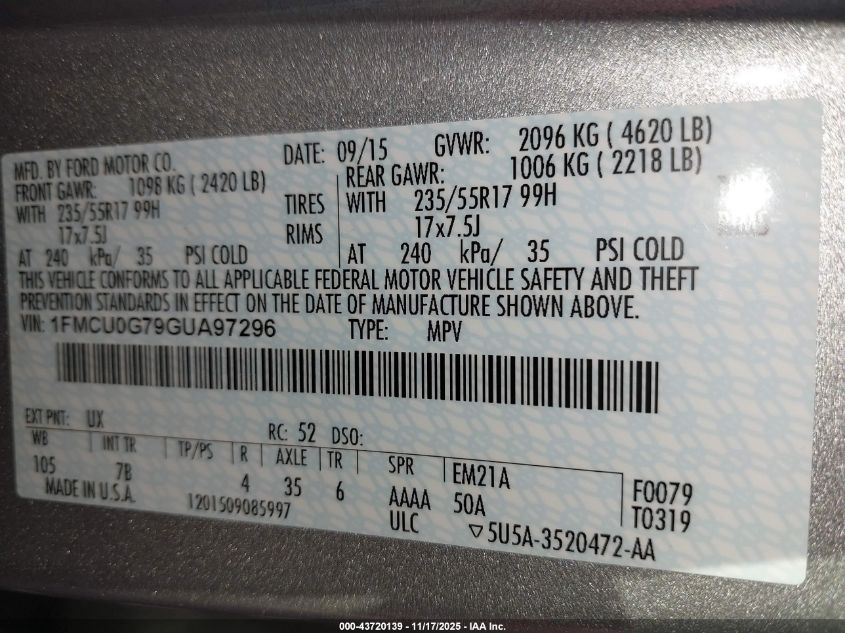 MFD. BY FORD MOTOR CO.
DATE: 09/15 GVWR: 2096 KG ( 4620 LB)
FRONT GAWR: 1098 KG ( 2420 LB) REAR GAWR: 1006 KG ( 2218 LB)
WITH 235/55R17 99H TIRES WITH 235/55R17 99H
17x7.5J RIMS 17x7.5J
AT 240 kPa/ 35 PSI COLD AT 240 kPa/ 35 PSI COLD
THIS VEHICLE CONFORMS TO ALL APPLICABLE FEDERAL MOTOR VEHICLE SAFETY AND THEFT
PREVENTION STANDARDS IN EFFECT ON THE DATE OF MANUFACTURE SHOWN ABOVE.
VIN: 1FMCU0G79GUA97296 TYPE: MPV
EXT PNT: UX RC: 52 DSO:
WB INT TR TP/PS R AXLE TR SPR EM21A
105 7B 4 35 6 AAAA 50A F0079
MADE IN U.S.A. 1201509085997 ULC T0319
▽5U5A-3520472-AA
000-43720139 - 11/17/2025 - IAA Inc.